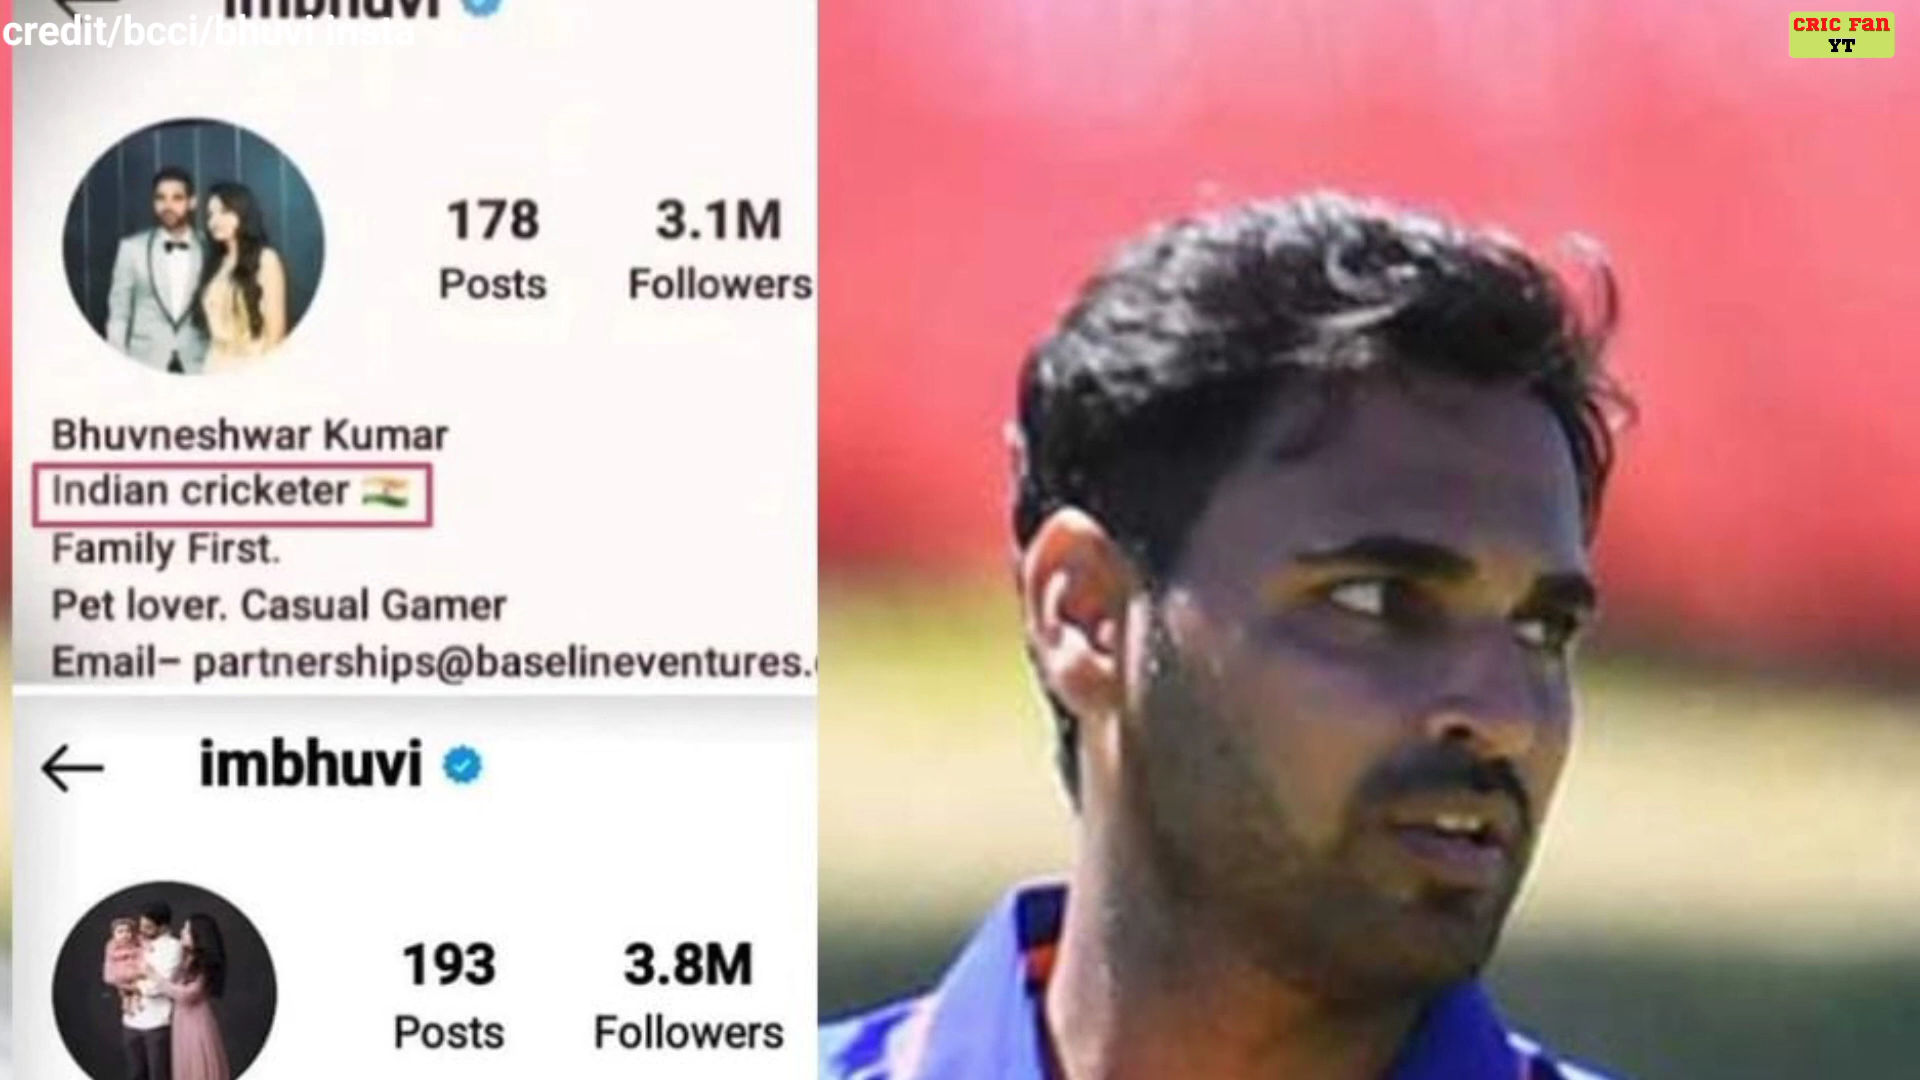 imbhuvi
credit/bcci/bhuvi insta
CRIC Fan
YT
178
3.1M
Posts
Followers
Bhuvneshwar Kumar
Indian cricketer 🇮🇳
Family First.
Pet lover. Casual Gamer
Email– partnerships@baselineventures.
imbhuvi
193
3.8M
Posts
Followers